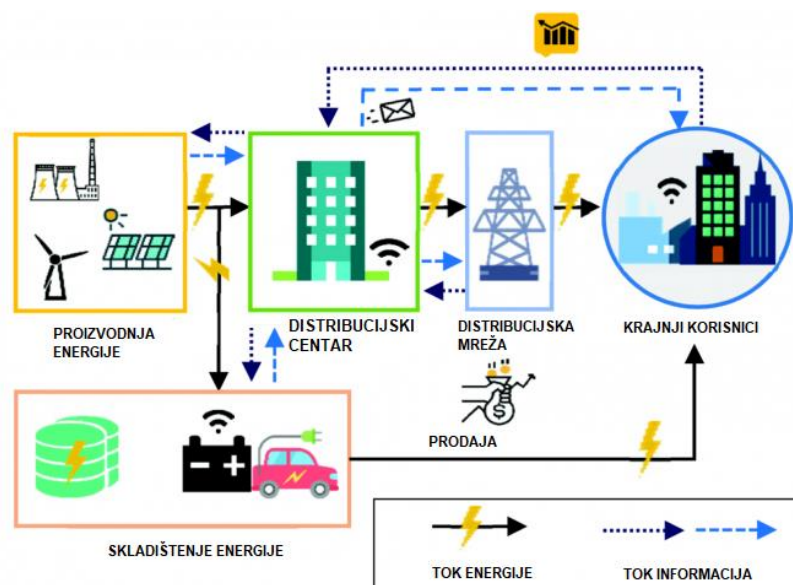 PROIZVODNJA
ENERGIJE
DISTRIBUCIJSKI
CENTAR
DISTRIBUCIJSKA
MREŽA
KRAJNJI KORISNICI
$
PRODAJA
SKLADIŠTENJE ENERGIJE
TOK ENERGIJE
TOK INFORMACIJA